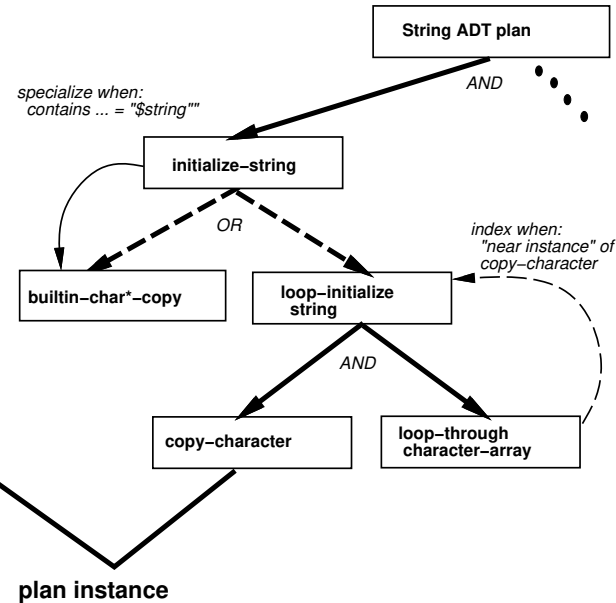 String ADT plan
AND
specialize when:
contains ... = "$string""
initialize−string
OR
index when:
"near instance" of
copy−character
builtin−char*−copy
loop−initialize
string
AND
copy−character
loop−through
character−array
plan instance